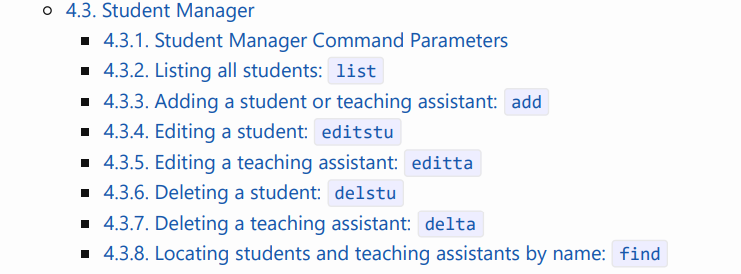 4.3. Student Manager
4.3.1. Student Manager Command Parameters
4.3.2. Listing all students: list
4.3.3. Adding a student or teaching assistant: add
4.3.4. Editing a student: editstu
4.3.5. Editing a teaching assistant: editta
4.3.6. Deleting a student: delstu
4.3.7. Deleting a teaching assistant: delta
4.3.8. Locating students and teaching assistants by name: find